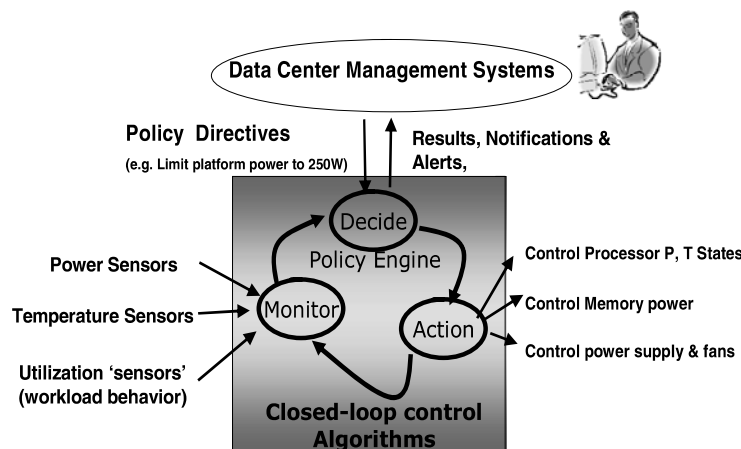 Data Center Management Systems
Policy Directives
(e.g. Limit platform power to 250W)
Results, Notifications &
Alerts,
Decide
Policy Engine
Power Sensors
Temperature Sensors
Utilization ‘sensors’
(workload behavior)
Monitor
Action
Control Processor P, T States
Control Memory power
Control power supply & fans
Closed-loop control
Algorithms